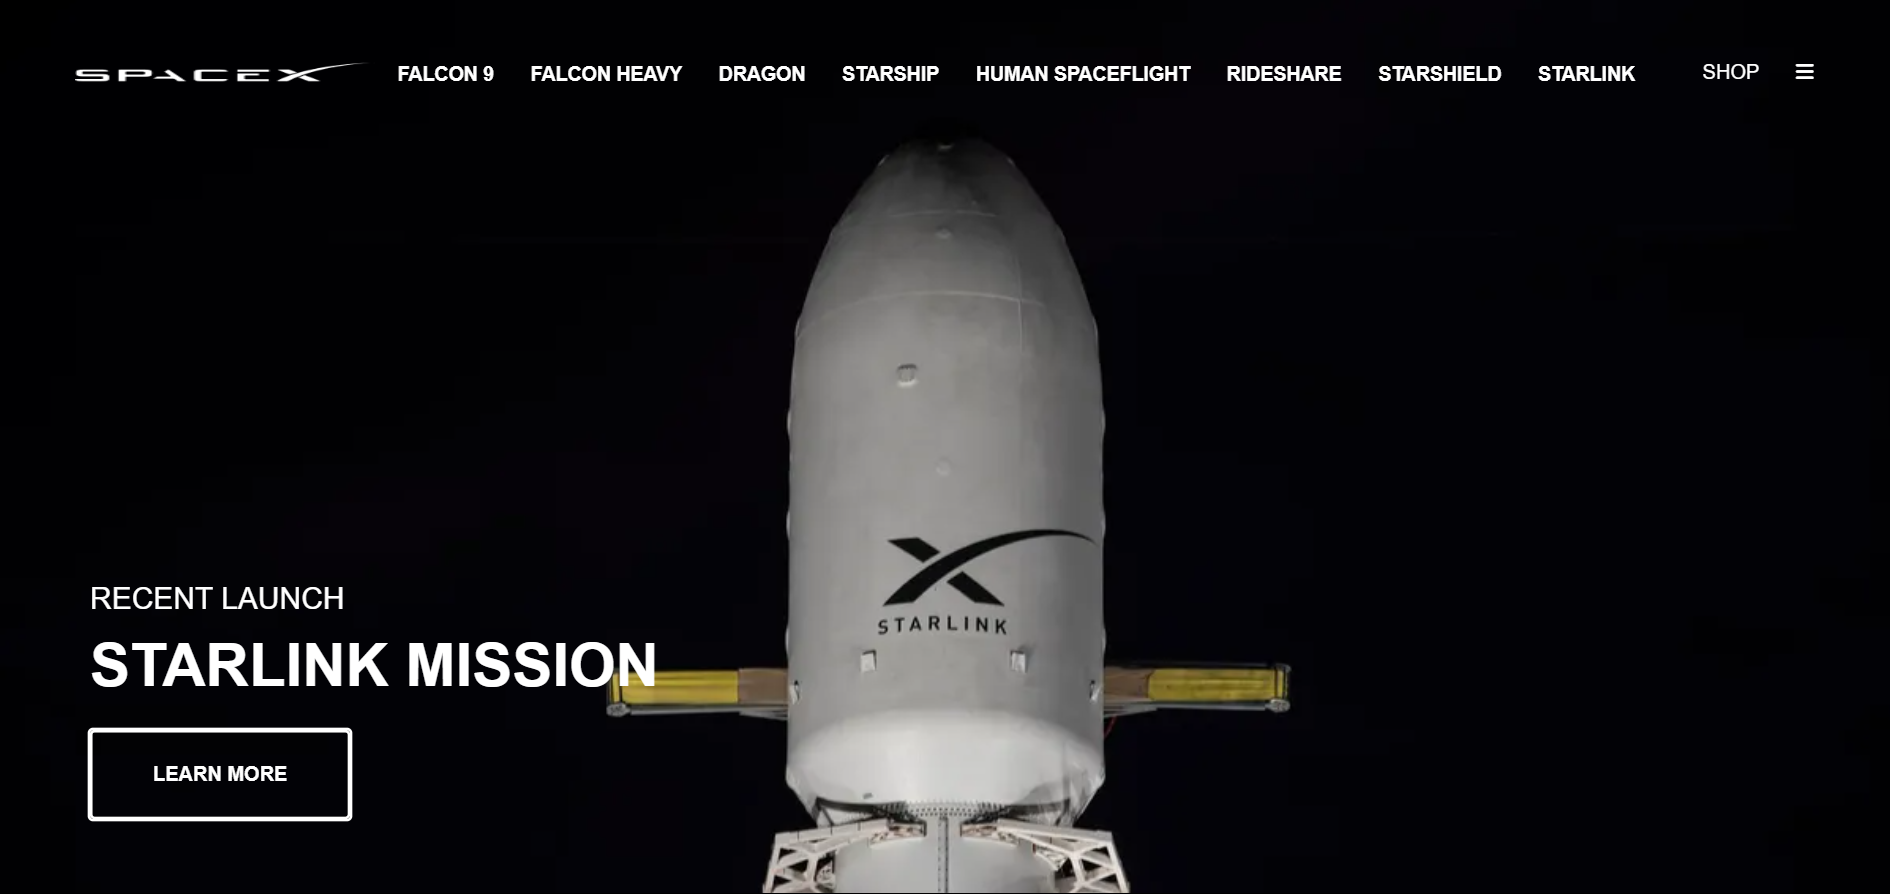 SPACEX FALCON 9 FALCON HEAVY DRAGON STARSHIP HUMAN SPACEFLIGHT RIDESHARE STARSHIELD STARLINK SHOP
X
STARLINK
RECENT LAUNCH
STARLINK MISSION
LEARN MORE